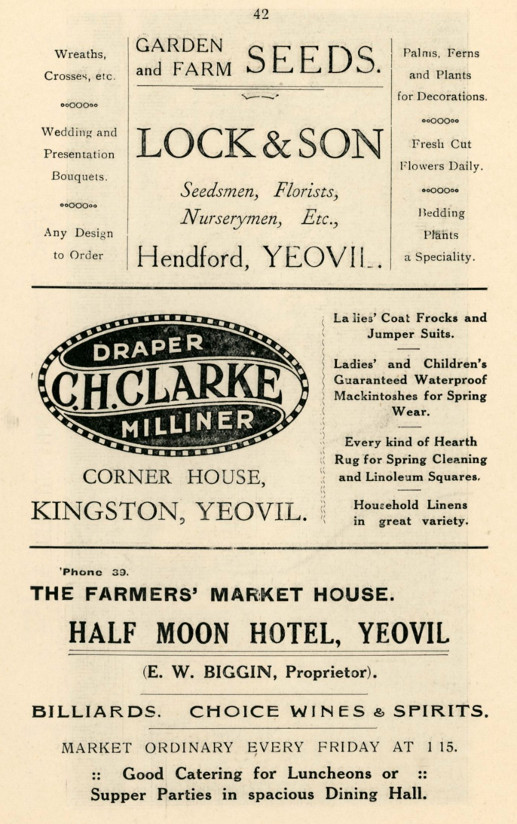 42
Wreaths,
Crosses, etc.
Wedding and
Presentation
Bouquets.
Any Design
to Order
GARDEN
and FARM SEEDS.
LOCK & SON
Seedsmen, Florists,
Nurserymen, Etc.,
Hendford, YEOVIL.
Palms, Ferns
and Plants
for Decorations.
Fresh Cut
Flowers Daily.
Bedding
Plants
a Speciality.
DRAPER
C.H.CLARKE
MILLINER
CORNER HOUSE,
KINGSTON, YEOVIL.
Ladies' Coat Frocks and
Jumper Suits.
Ladies' and Children's
Guaranteed Waterproof
Mackintoshes for Spring
Wear.
Every kind of Hearth
Rug for Spring Cleaning
and Linoleum Squares.
Household Linens
in great variety.
'Phone 39.
THE FARMERS' MARKET HOUSE.
HALF MOON HOTEL, YEOVIL
(E. W. BIGGIN, Proprietor).
BILLIARDS. CHOICE WINES & SPIRITS.
MARKET ORDINARY EVERY FRIDAY AT 1 15.
:: Good Catering for Luncheons or ::
Supper Parties in spacious Dining Hall.